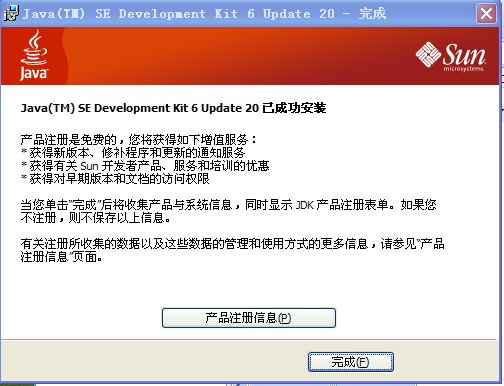 Java(TM) SE Development Kit 6 Update 20 - 完成
Java
Sun
microsystems
Java(TM) SE Development Kit 6 Update 20 已成功安装
产品注册是免费的，您将获得如下增值服务：
* 获得新版本、修补程序和更新的通知服务
* 获得有关 Sun 开发者产品、服务和培训的优惠
* 获得对早期版本和文档的访问权限
当您单击“完成”后将收集产品与系统信息，同时显示 JDK 产品注册表单。如果您
不注册，则不保存以上信息。
有关注册所收集的数据以及这些数据的管理和使用方式的更多信息，请参见“产品
注册信息”页面。
产品注册信息(P)
完成(F)